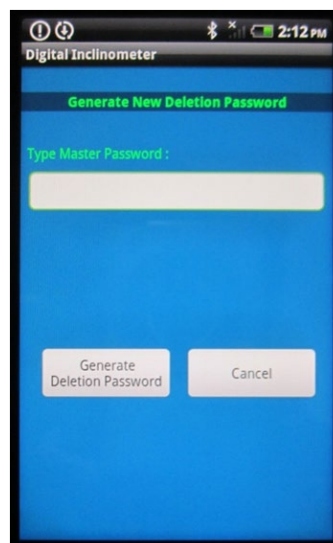 2:12 PM
Digital Inclinometer
Generate New Deletion Password
Type Master Password :
Generate
Deletion Password
Cancel